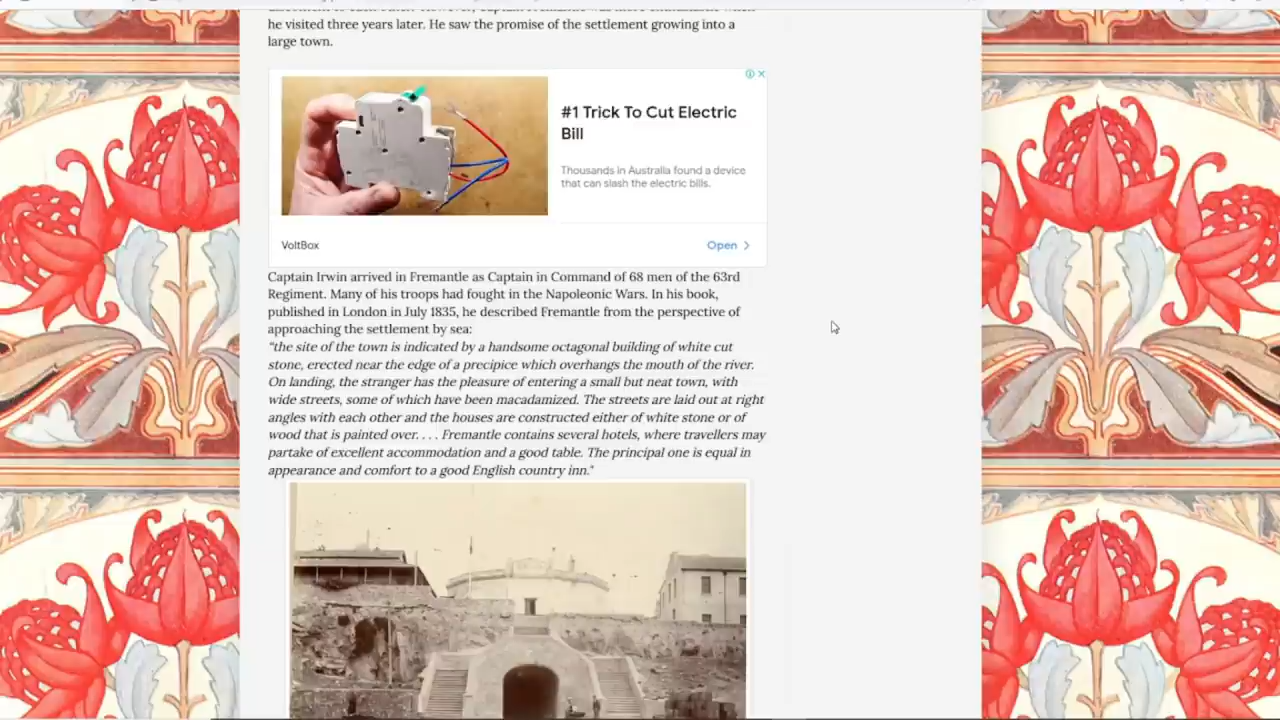 he visited three years later. He saw the promise of the settlement growing into a
large town.
#1 Trick To Cut Electric
Bill
Thousands in Australia found a device
that can slash the electric bills.
VoltBox
Open
Captain Irwin arrived in Fremantle as Captain in Command of 68 men of the 63rd
Regiment. Many of his troops had fought in the Napoleonic Wars. In his book,
published in London in July 1835, he described Fremantle from the perspective of
approaching the settlement by sea:
"the site of the town is indicated by a handsome octagonal building of white cut
stone, erected near the edge of a precipice which overhangs the mouth of the river.
On landing, the stranger has the pleasure of entering a small but neat town, with
wide streets, some of which have been macadamized. The streets are laid out at right
angles with each other and the houses are constructed either of white stone or of
wood that is painted over. . . . Fremantle contains several hotels, where travellers may
partake of excellent accommodation and a good table. The principal one is equal in
appearance and comfort to a good English country inn."